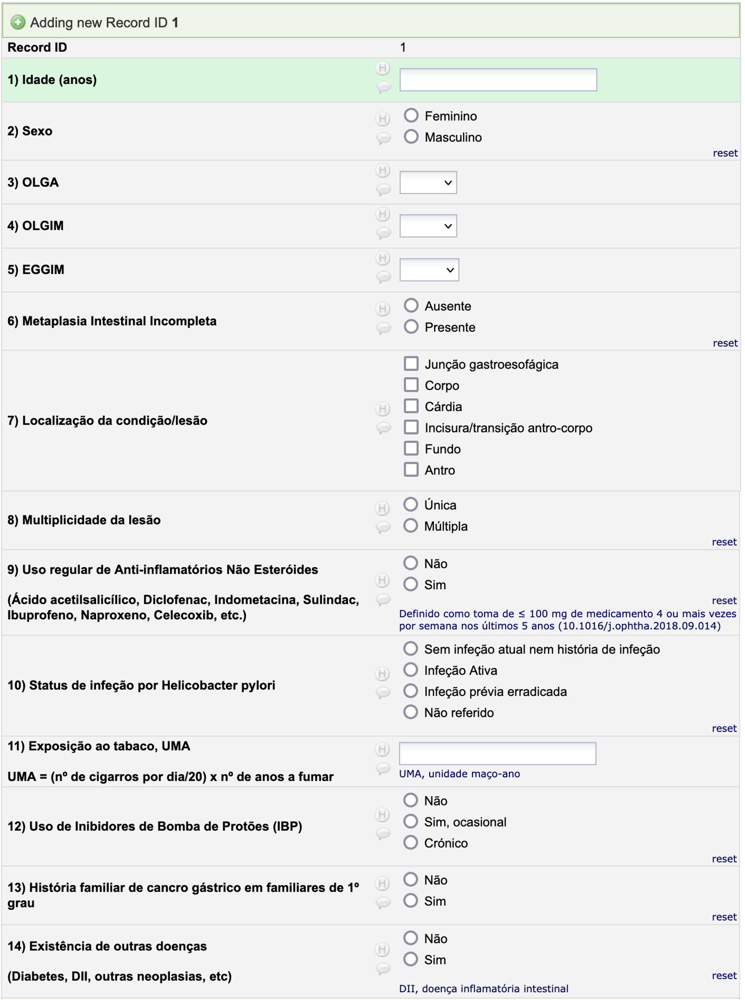 Adding new Record ID 1
Record ID 1
1) Idade (anos)
H
2) Sexo
H
Feminino
Masculino
reset
3) OLGA
H
4) OLGIM
H
5) EGGIM
H
6) Metaplasia Intestinal Incompleta
H
Ausente
Presente
reset
7) Localização da condição/lesão
H
Junção gastroesofágica
Corpo
Cárdia
Incisura/transição antro-corpo
Fundo
Antro
8) Multiplicidade da lesão
H
Única
Múltipla
reset
9) Uso regular de Anti-inflamatórios Não Esteróides
(Ácido acetilsalicílico, Diclofenac, Indometacina, Sulindac,
Ibuprofeno, Naproxeno, Celecoxib, etc.)
H
Não
Sim
reset
Definido como toma de ≤ 100 mg de medicamento 4 ou mais vezes
por semana nos últimos 5 anos (10.1016/j.ophtha.2018.09.014)
10) Status de infeção por Helicobacter pylori
H
Sem infeção atual nem história de infeção
Infeção Ativa
Infeção prévia erradicada
Não referido
reset
11) Exposição ao tabaco, UMA
UMA = (nº de cigarros por dia/20) x nº de anos a fumar
H
UMA, unidade maço-ano
12) Uso de Inibidores de Bomba de Protões (IBP)
H
Não
Sim, ocasional
Crónico
reset
13) História familiar de cancro gástrico em familiares de 1º
grau
H
Não
Sim
reset
14) Existência de outras doenças
(Diabetes, DII, outras neoplasias, etc)
H
Não
Sim
reset
DII, doença inflamatória intestinal